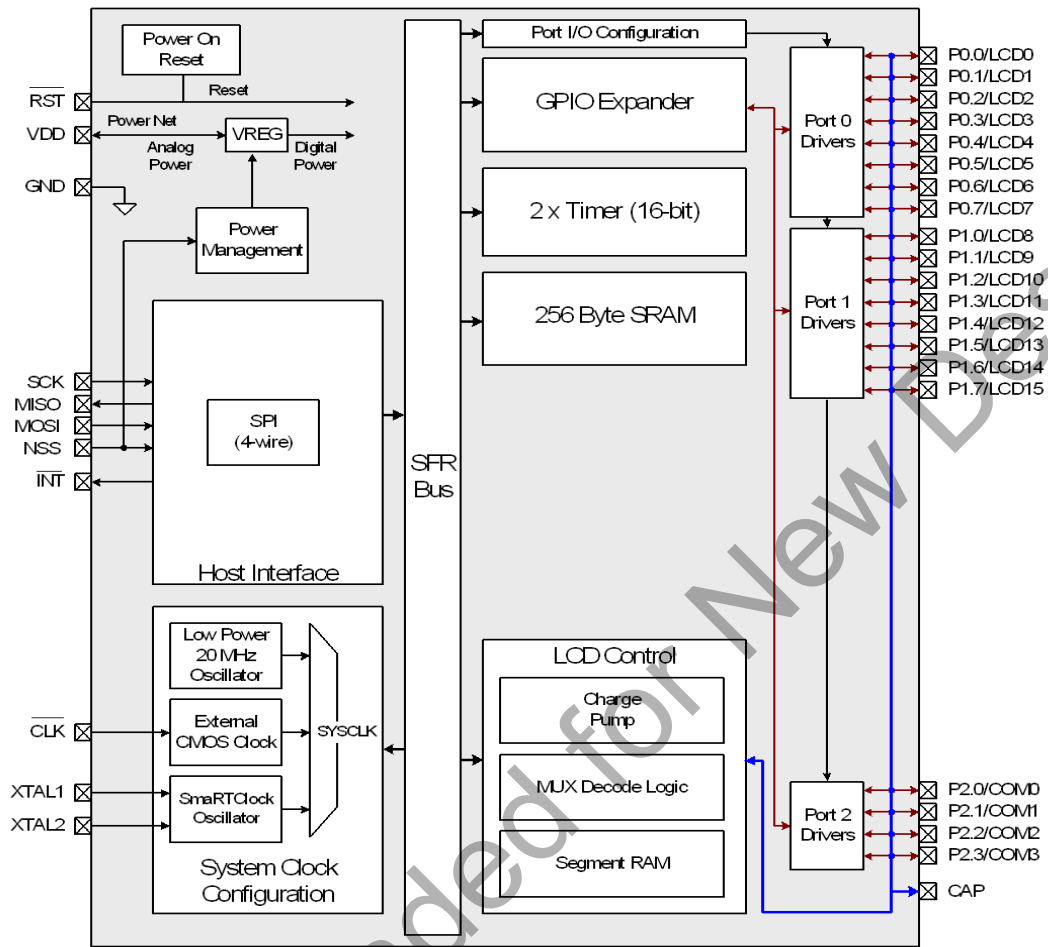 Power On
Reset
RST
Reset
VDD
Power Net
Analog
Power
VREG
Digital
Power
GND
Power
Management
SCK
MISO
MOSI
NSS
INT
SPI
(4-wire)
Host Interface
Low Power
20 MHz
Oscillator
CLK
External
CMOS Clock
XTAL1
XTAL2
SmaRTClock
Oscillator
SYSCLK
System Clock
Configuration
SFR
Bus
Port I/O Configuration
GPIO Expander
2 x Timer (16-bit)
256 Byte SRAM
LCD Control
Charge
Pump
MUX Decode Logic
Segment RAM
Port 0
Drivers
Port 1
Drivers
Port 2
Drivers
P0.0/LCD0
P0.1/LCD1
P0.2/LCD2
P0.3/LCD3
P0.4/LCD4
P0.5/LCD5
P0.6/LCD6
P0.7/LCD7
P1.0/LCD8
P1.1/LCD9
P1.2/LCD10
P1.3/LCD11
P1.4/LCD12
P1.5/LCD13
P1.6/LCD14
P1.7/LCD15
P2.0/COM0
P2.1/COM1
P2.2/COM2
P2.3/COM3
CAP
ded for New Des